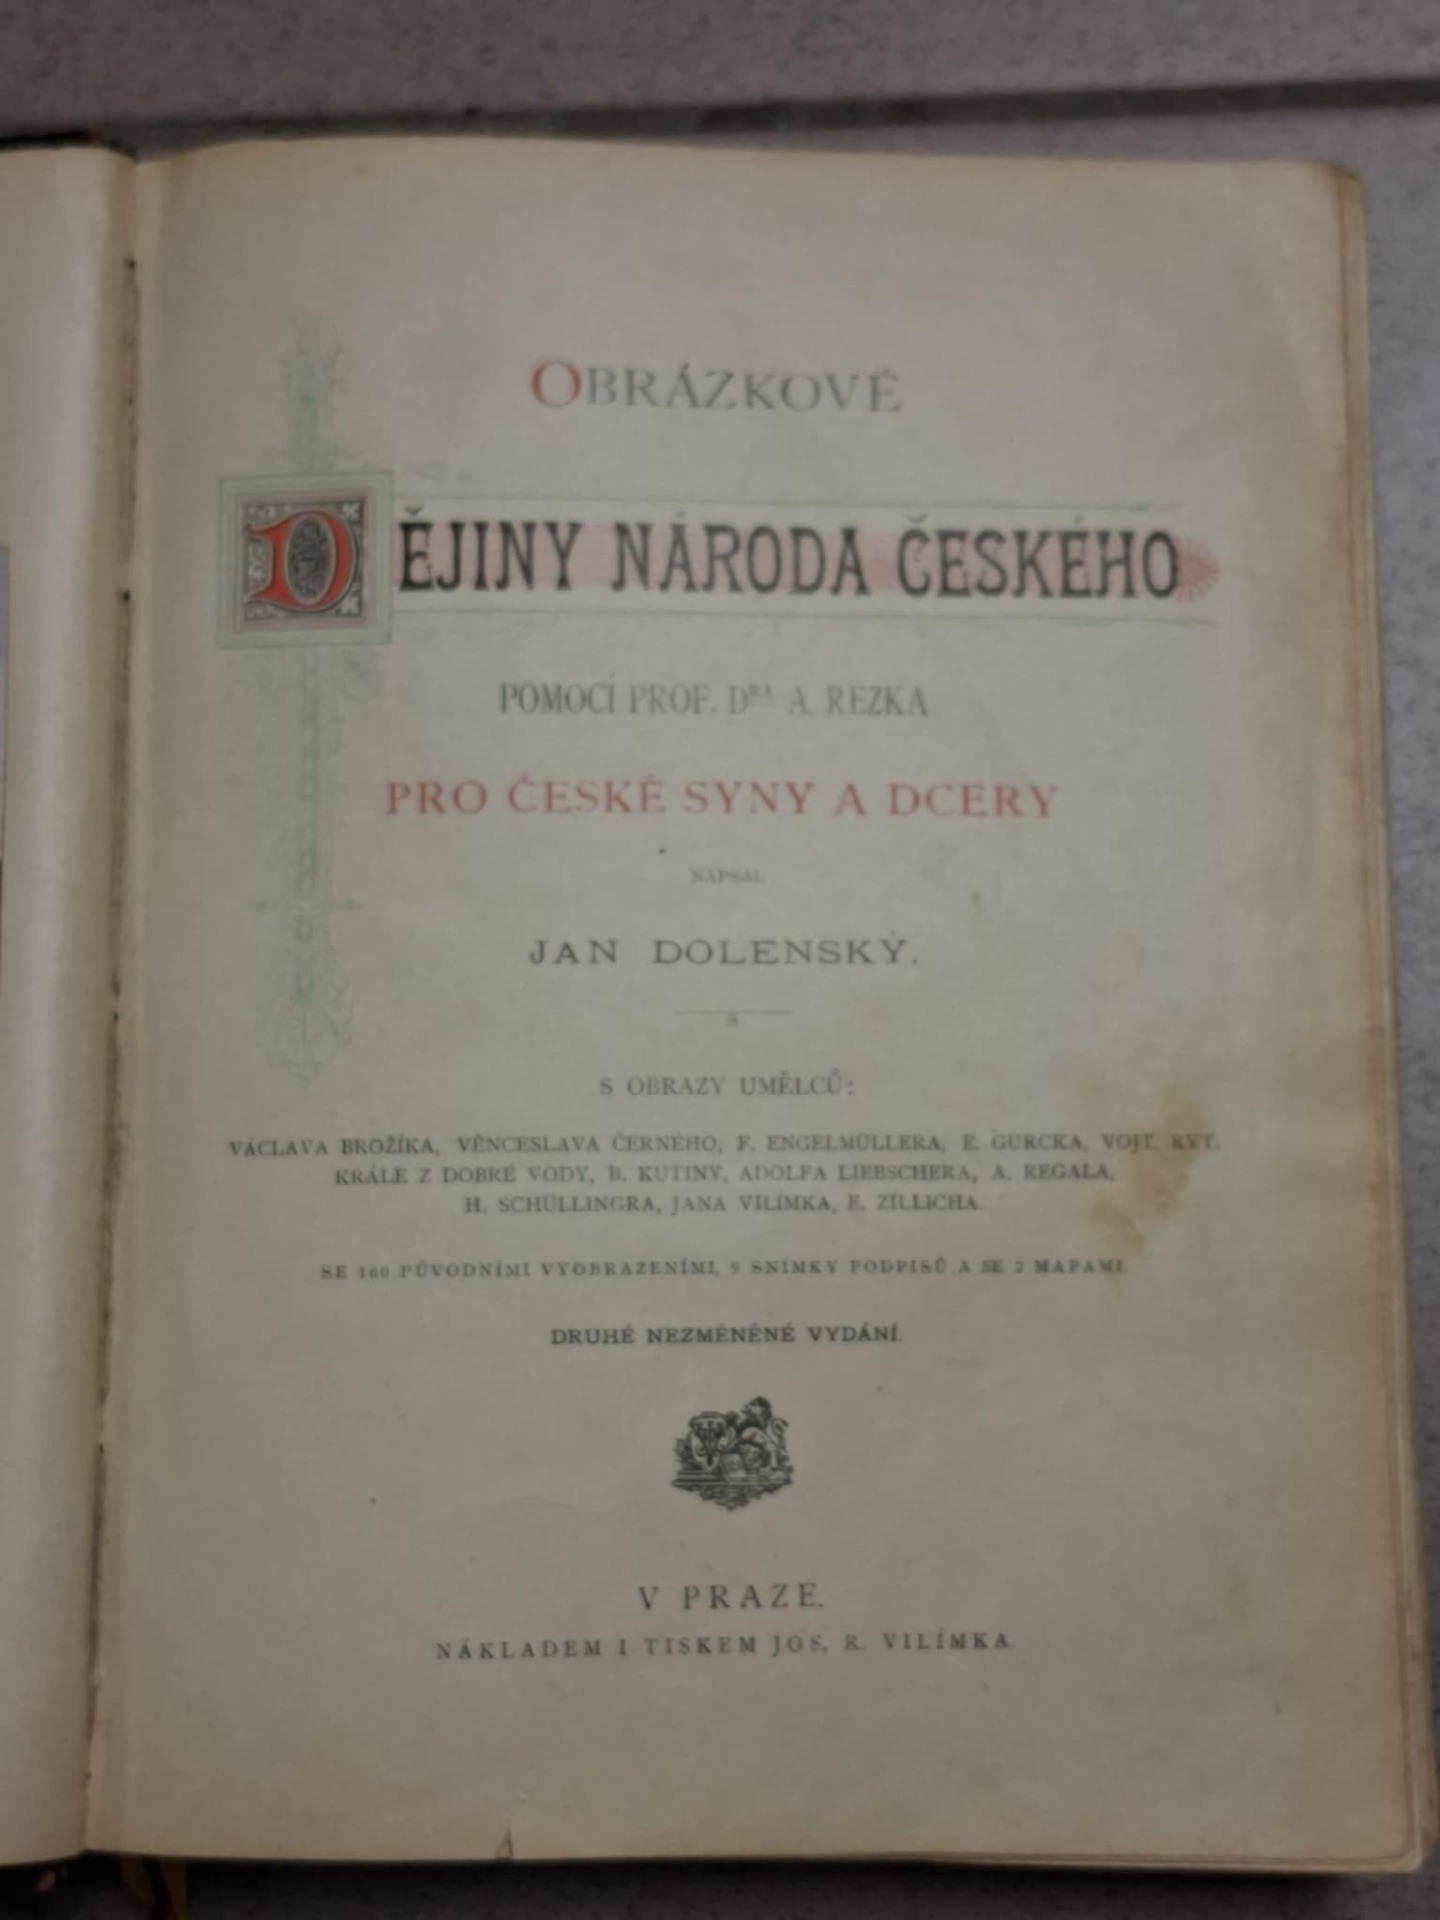 OBRÁZKOVÉ
DĚJINY NÁRODA ČESKÉHO
POMOCÍ PROF. DRA A. REZKA
PRO ČESKÉ SYNY A DCERY
NAPSAL
JAN DOLENSKÝ.
S OBRAZY UMĚLCŮ:
VÁCLAVA BROŽÍKA, VĚNCESLAVA ČERNÉHO, F. ENGELMÜLLERA, E. GURCKA, VOJT. RYT.
KRÁLE Z DOBRÉ VODY, B. KUTINY, ADOLFA LIEBSCHERA, A. REGALA,
H. SCHÜLLINGRA, JANA VILÍMKA, E. ZILLICHA.
SE 160 PŮVODNÍMI VYOBRAZENÍMI, 9 SNÍMKY PODPISŮ A SE 2 MAPAMI.
DRUHÉ NEZMĚNĚNÉ VYDÁNÍ.
V PRAZE.
NÁKLADEM I TISKEM JOS. R. VILÍMKA.